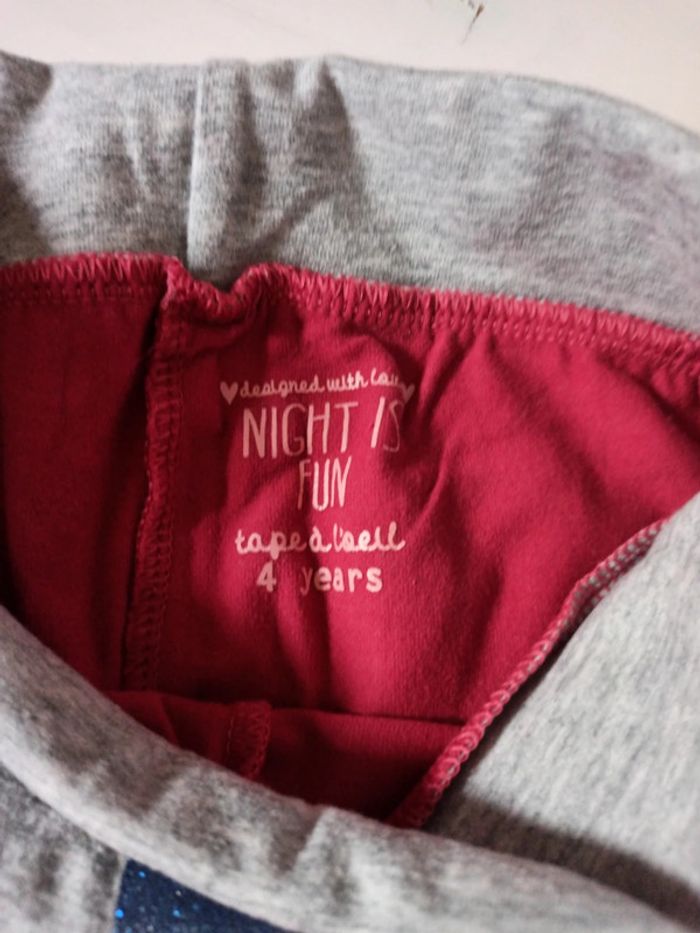 designed with love
NIGHT IS
FUN
tape à l'oeil
4 years